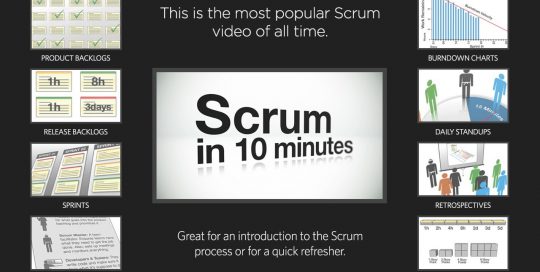 This is the most popular Scrum
video of all time.
PRODUCT BACKLOGS
1h
8h
1h
3days
RELEASE BACKLOGS
SPRINTS
Scrum
in 10 minutes
Great for an introduction to the Scrum
process or for a quick refresher.
BURNDOWN CHARTS
15 Minutes
DAILY STANDUPS
RETROSPECTIVES